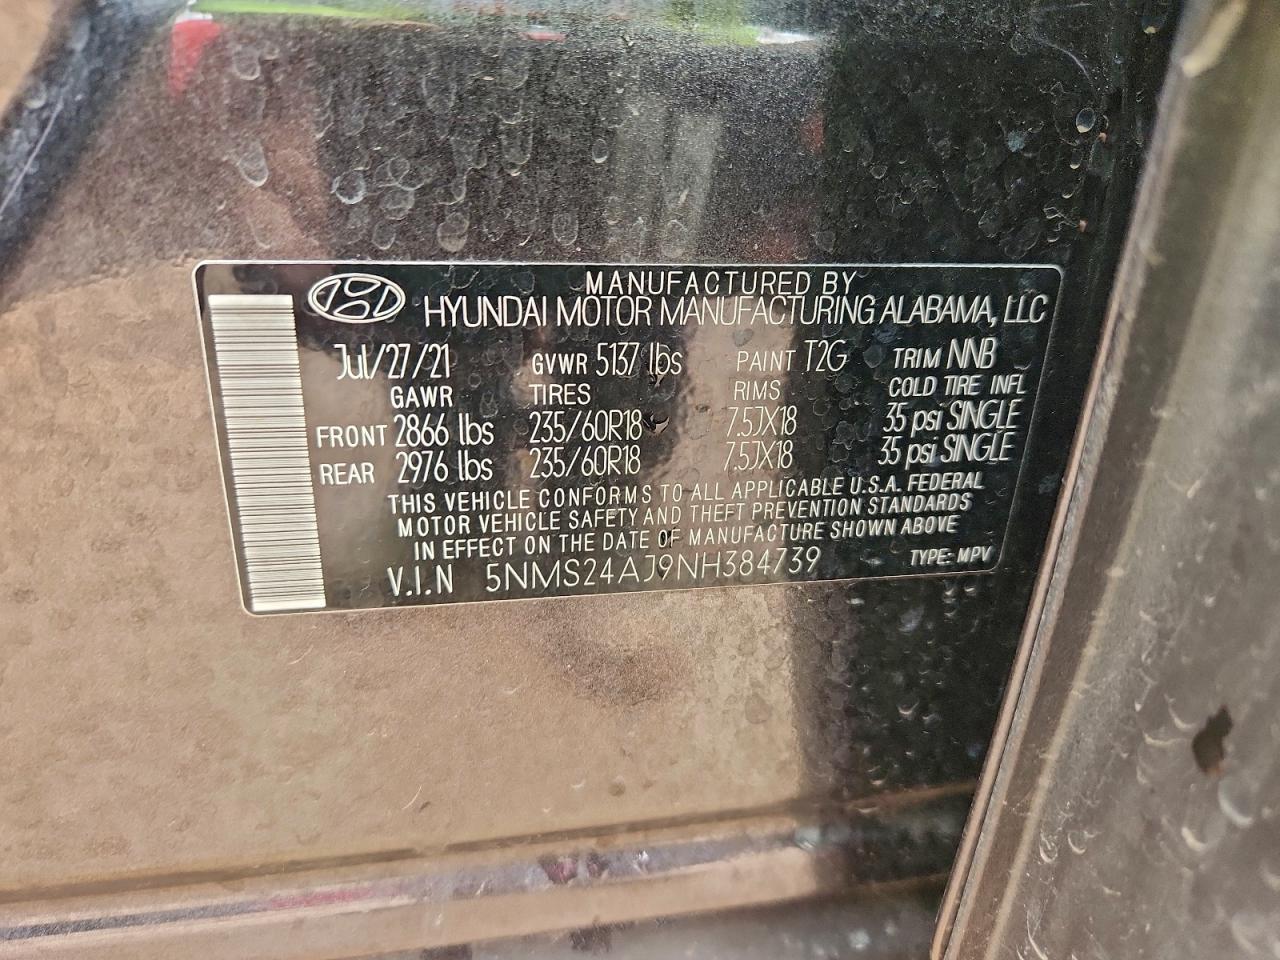 MANUFACTURED BY
HYUNDAI MOTOR MANUFACTURING ALABAMA, LLC
Jul/27/21 GVWR 5137 lbs PAINT T2G TRIM NNB
GAWR TIRES RIMS COLD TIRE INFL
FRONT 2866 lbs 235/60R18 7.5JX18 35 psi SINGLE
REAR 2976 lbs 235/60R18 7.5JX18 35 psi SINGLE
THIS VEHICLE CONFORMS TO ALL APPLICABLE U.S.A. FEDERAL
MOTOR VEHICLE SAFETY AND THEFT PREVENTION STANDARDS
IN EFFECT ON THE DATE OF MANUFACTURE SHOWN ABOVE
V.I.N 5NMS24AJ9NH384739 TYPE: MPV